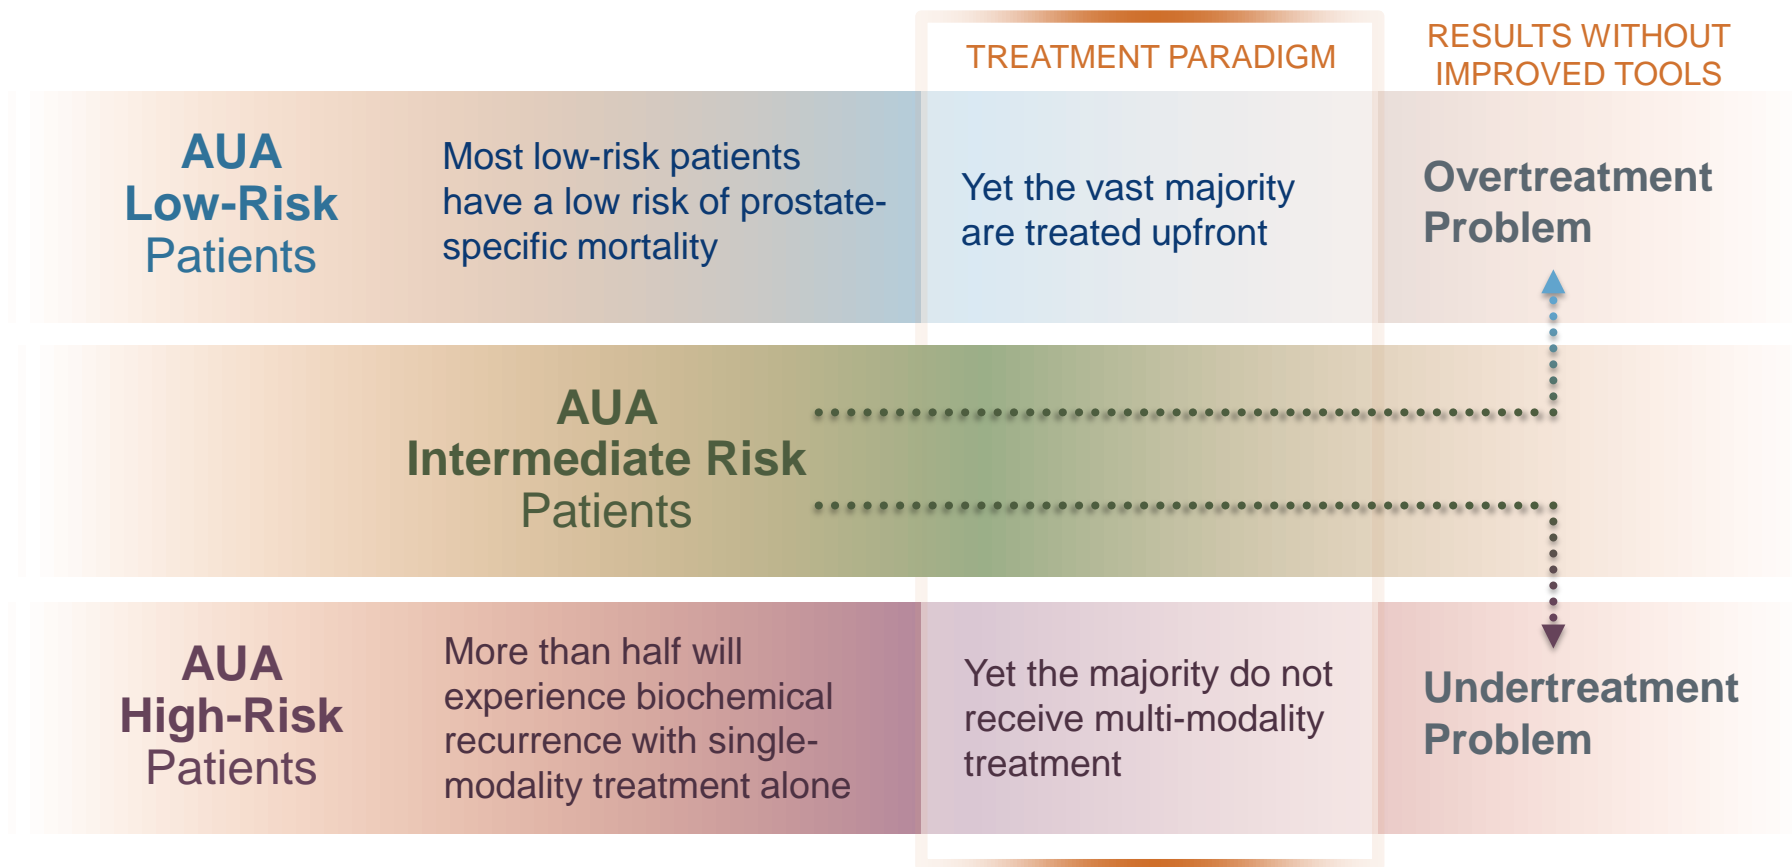 TREATMENT PARADIGM
RESULTS WITHOUT
IMPROVED TOOLS
AUA
Low-Risk
Patients
Most low-risk patients
have a low risk of prostate-
specific mortality
Yet the vast majority
are treated upfront
Overtreatment
Problem
AUA
Intermediate Risk
Patients
AUA
High-Risk
Patients
More than half will
experience biochemical
recurrence with single-
modality treatment alone
Yet the majority do not
receive multi-modality
treatment
Undertreatment
Problem